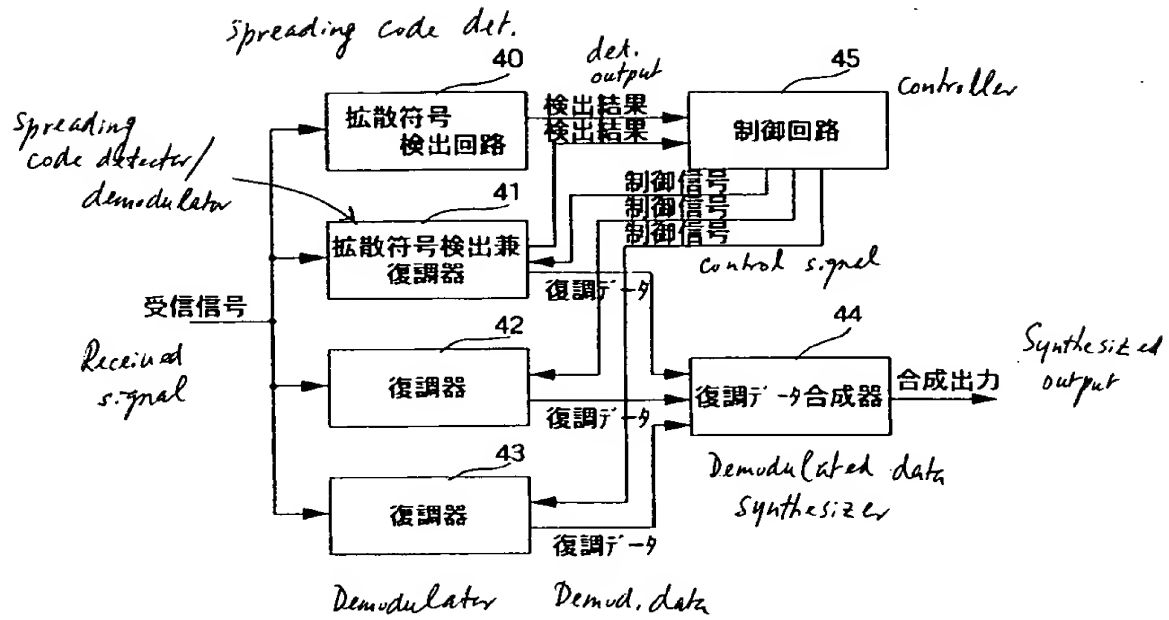 spreading code det.
40
拡散符号
検出回路
det.
output
検出結果
検出結果
45
制御回路
controller
spreading
code detector/
demodulator
41
拡散符号検出兼
復調器
制御信号
制御信号
制御信号
control signal
復調データ
受信信号
Received
signal
42
復調器
復調データ
44
復調データ合成器
合成出力
Synthesized
output
Demodulated data
synthesizer
43
復調器
復調データ
Demodulator
Demod. data